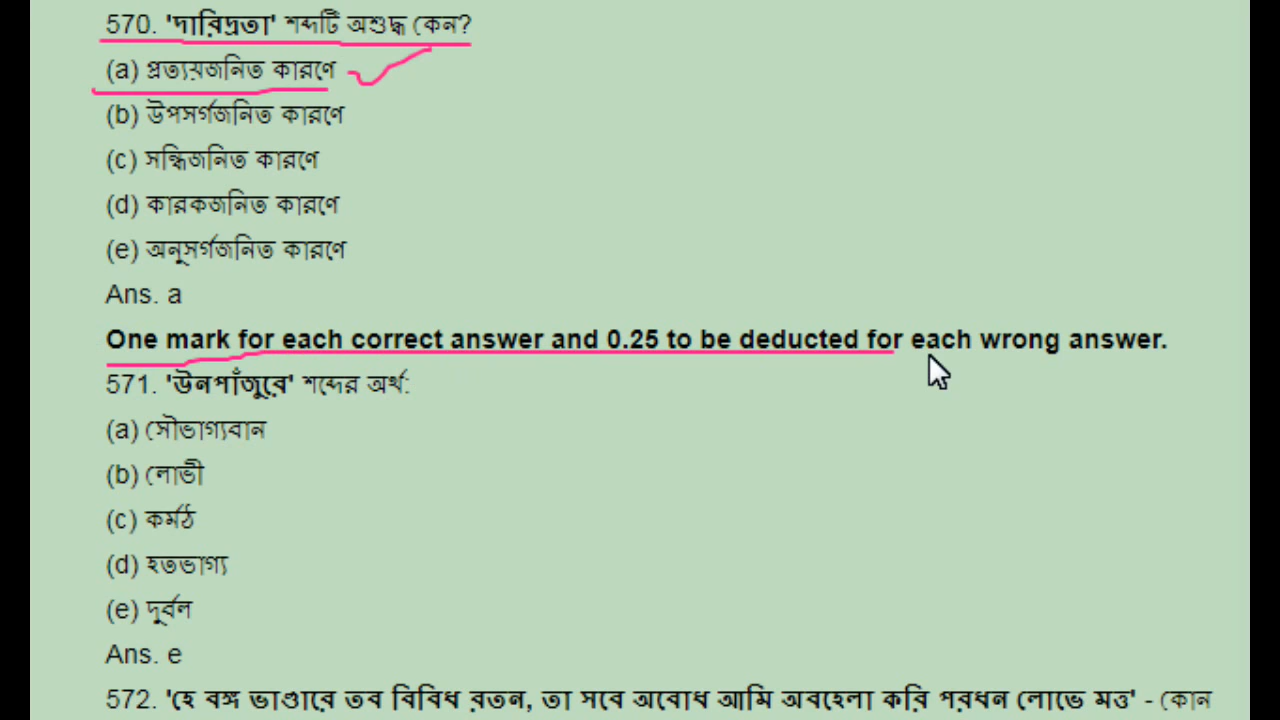 570. 'দারিদ্রতা' শব্দটি অশুদ্ধ কেন?
(a) প্রত্যয়জনিত কারণে
(b) উপসর্গজনিত কারণে
(c) সন্ধিজনিত কারণে
(d) কারকজনিত কারণে
(e) অনুসর্গজনিত কারণে
Ans. a
One mark for each correct answer and 0.25 to be deducted for each wrong answer.
571. 'উনপাঁজুরে' শব্দের অর্থ:
(a) সৌভাগ্যবান
(b) লোভী
(c) কর্মঠ
(d) হতভাগ্য
(e) দুর্বল
Ans. e
572. 'হে বঙ্গ ভাণ্ডারে তব বিবিধ রতন, তা সবে অবোধ আমি অবহেলা করি পরধন লোভে মত্ত' - কোন